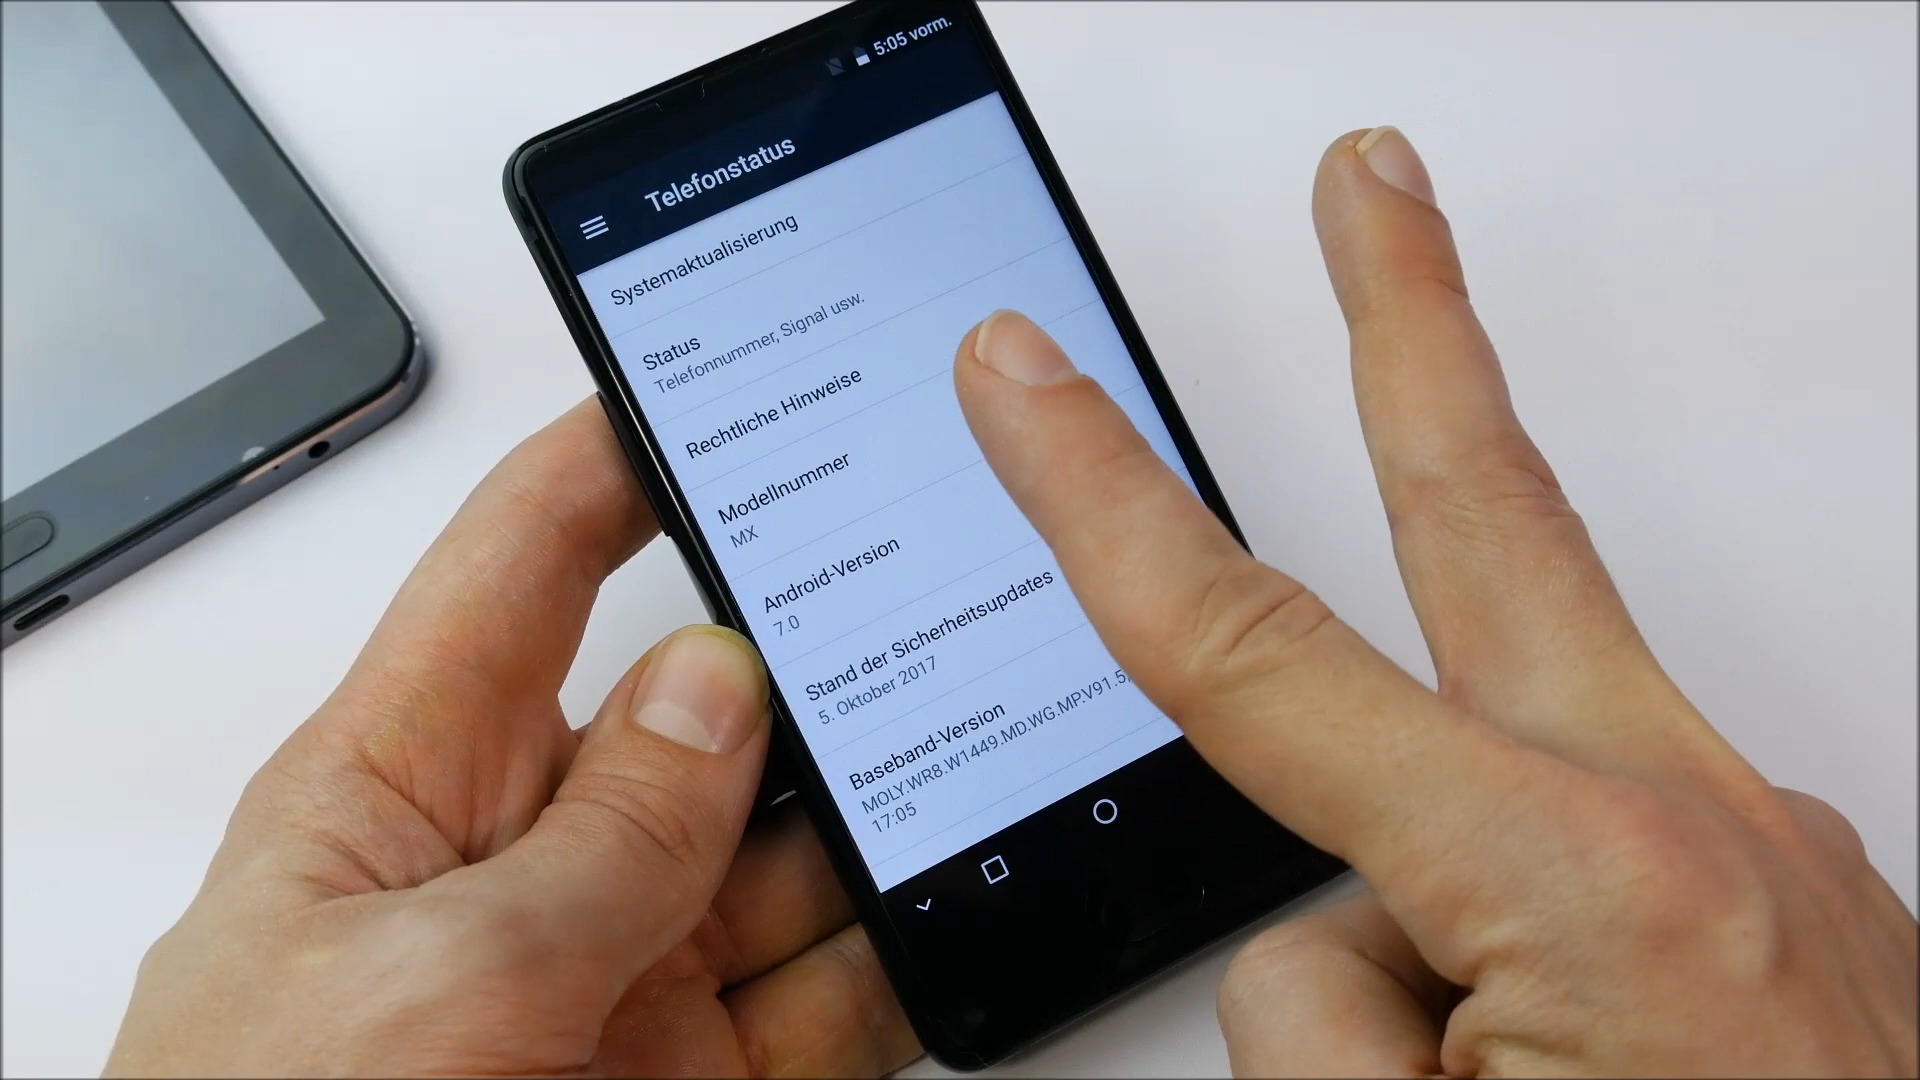 5:05 vorm.
Telefonstatus
Systemaktualisierung
Status
Telefonnummer, Signal usw.
Rechtliche Hinweise
Modellnummer
MX
Android-Version
7.0
Stand der Sicherheitsupdates
5. Oktober 2017
Baseband-Version
MOLY.WR8.W1449.MD.WG.MP.V91.5,
17:05